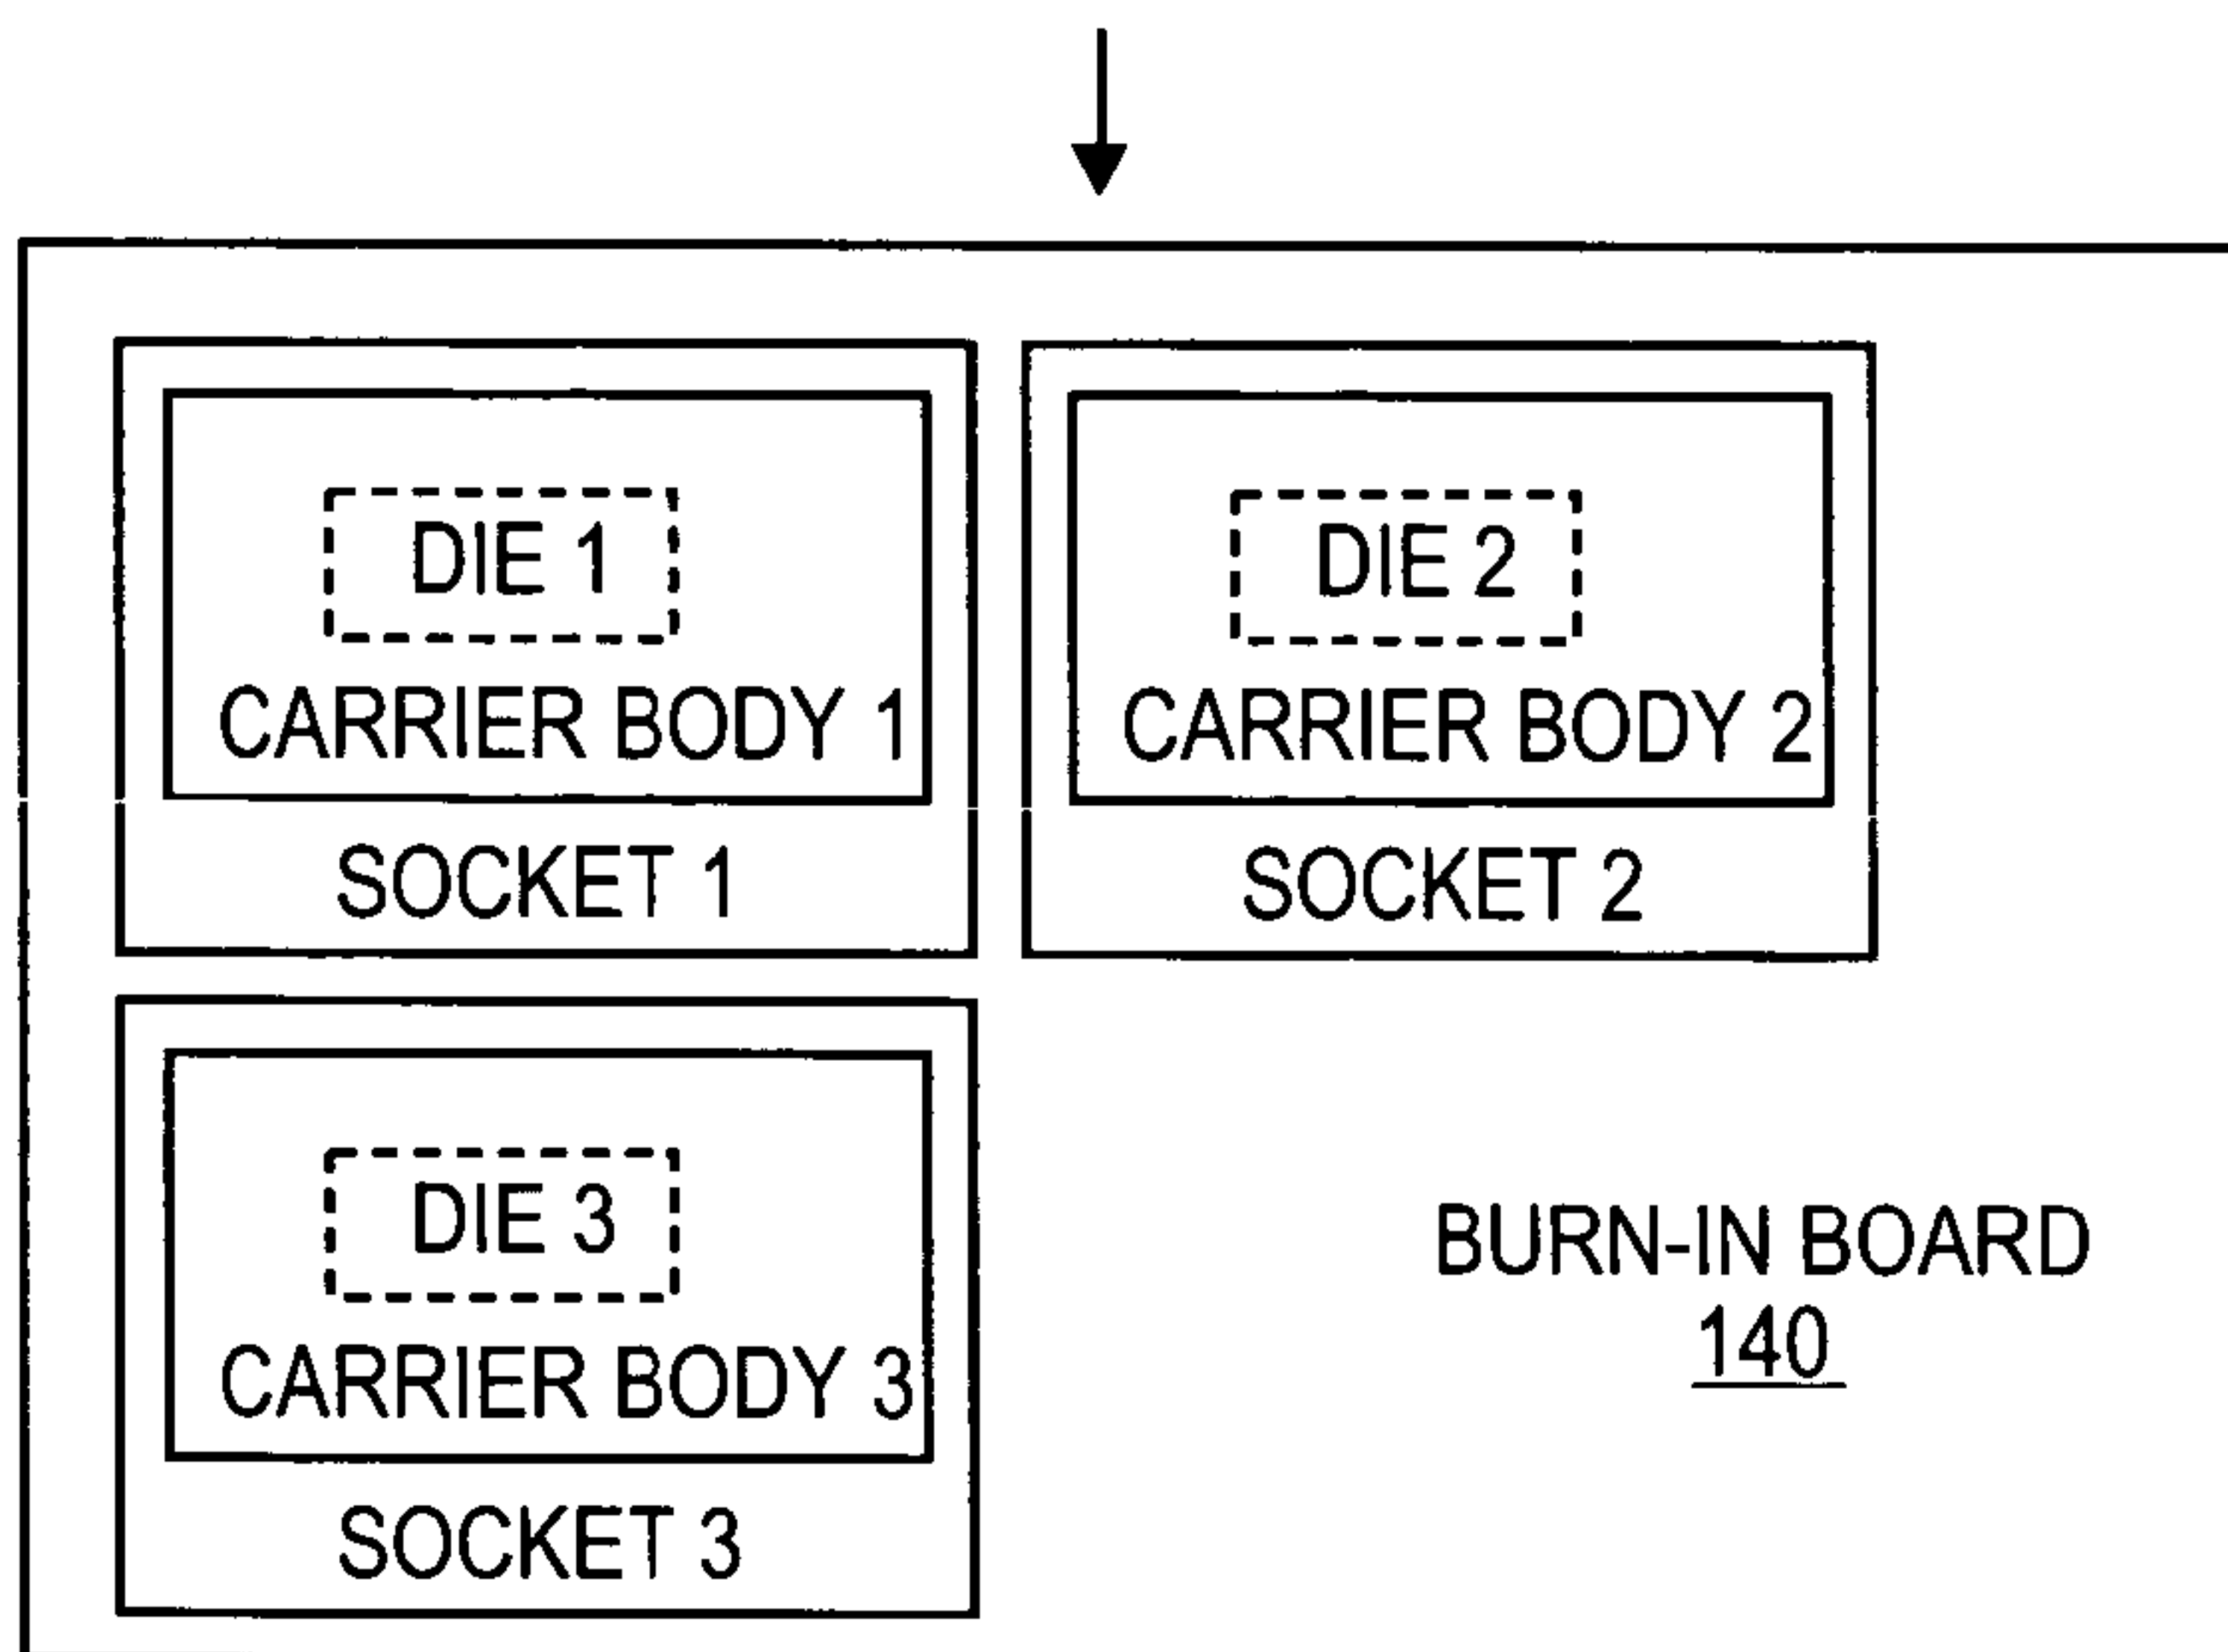 DIE 1
CARRIER BODY 1
SOCKET 1
DIE 2
CARRIER BODY 2
SOCKET 2
DIE 3
CARRIER BODY 3
SOCKET 3
BURN-IN BOARD
140